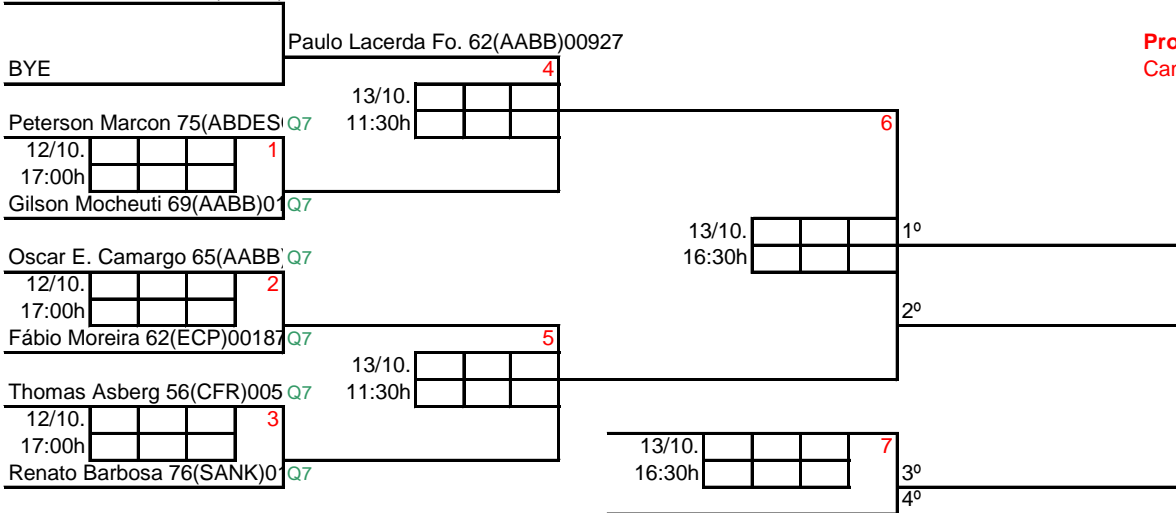 Paulo Lacerda Fo. 62(AABB)00927
BYE
4
13/10.
11:30h
Peterson Marcon 75(ABDES Q7
12/10.
1
17:00h
Gilson Mocheuti 69(AABB)01 Q7
6
Oscar E. Camargo 65(AABB) Q7
12/10.
2
17:00h
Fábio Moreira 62(ECP)00187 Q7
13/10.
16:30h
1º
2º
5
13/10.
11:30h
Thomas Asberg 56(CFR)005 Q7
12/10.
3
17:00h
Renato Barbosa 76(SANK)01 Q7
13/10.
7
16:30h
3º
4º